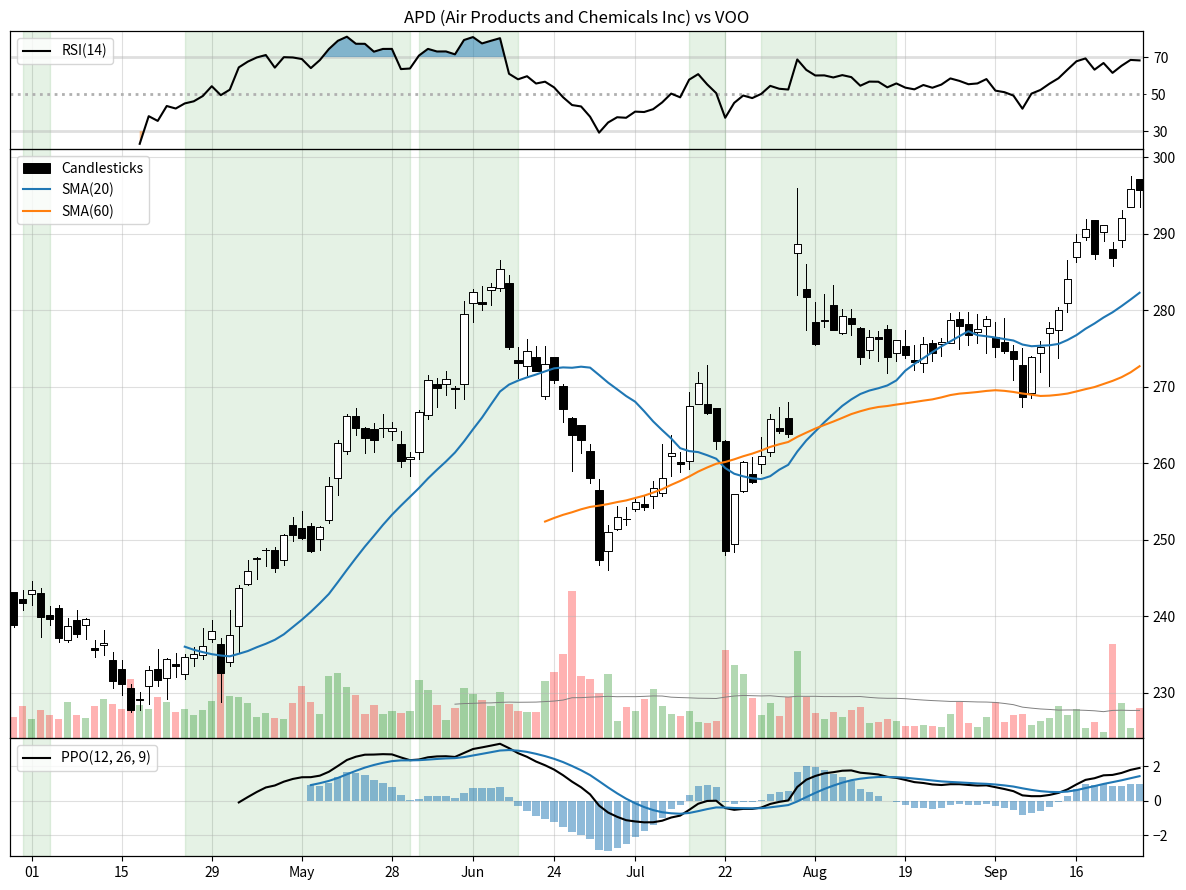 APD (Air Products and Chemicals Inc) vs VOO
RSI(14)
70
50
30
Candlesticks
SMA(20)
SMA(60)
300
290
280
270
260
250
240
230
PPO(12, 26, 9)
2
0
−2
01 15 29 May 28 Jun 24 Jul 22 Aug 19 Sep 16